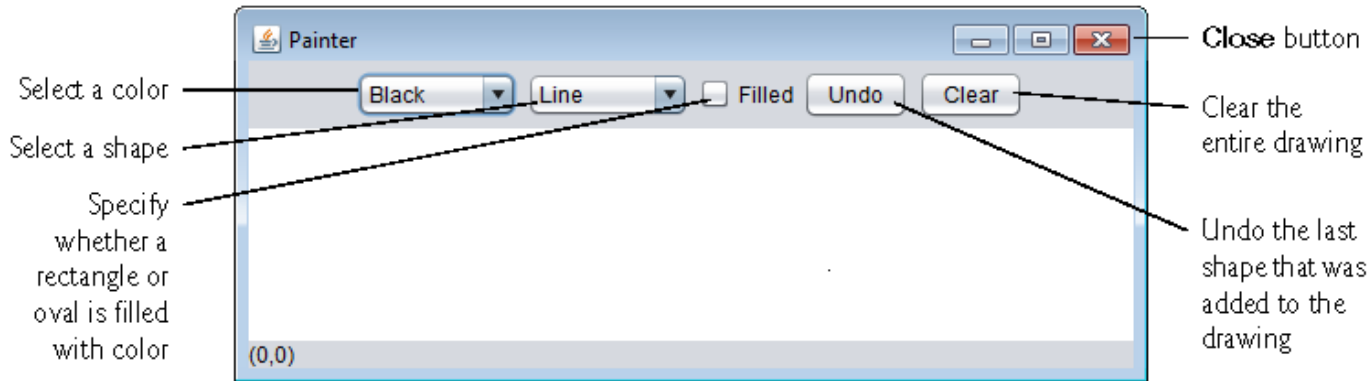 Painter
Close button
Select a color
Black
Line
Filled
Undo
Clear
Clear the
entire drawing
Select a shape
Specify
whether a
rectangle or
oval is filled
with color
Undo the last
shape that was
added to the
drawing
(0,0)